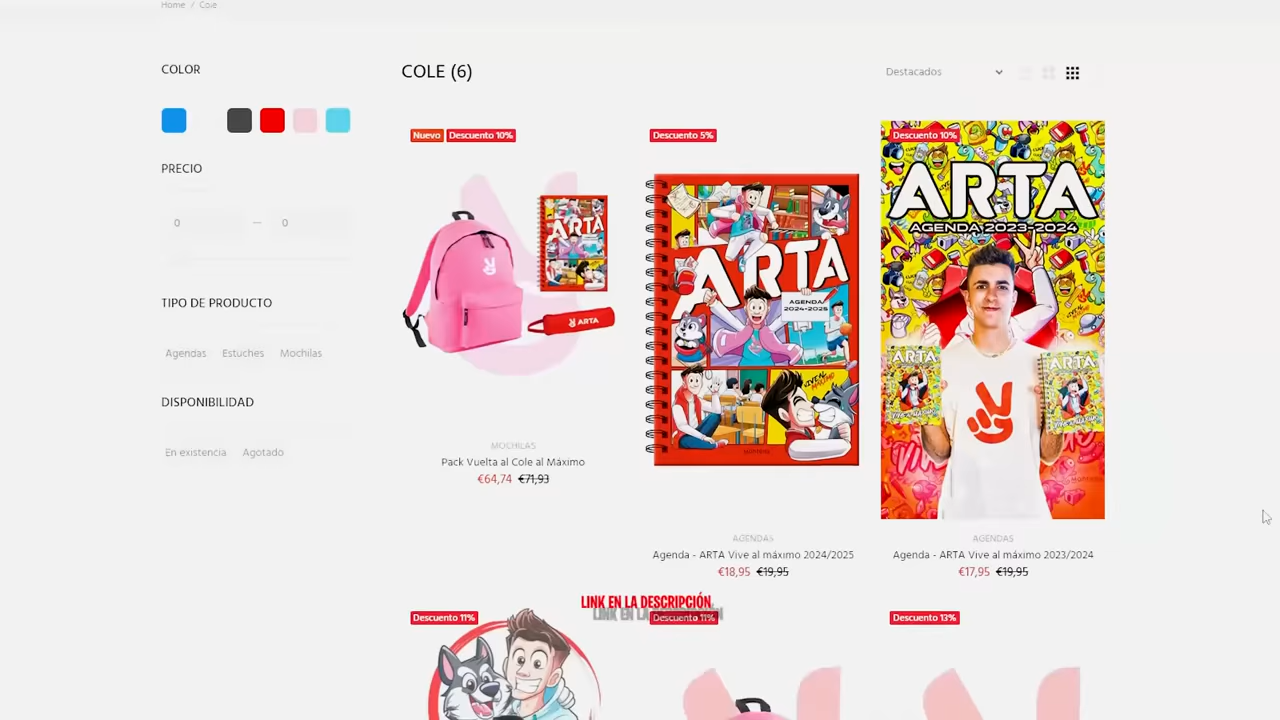 Home / Cole
COLOR
COLE (6)
Destacados
PRECIO
0 — 0
TIPO DE PRODUCTO
Agendas Estuches Mochilas
DISPONIBILIDAD
En existencia Agotado
Nuevo Descuento 10%
ARTA
ARTA
MOCHILAS
Pack Vuelta al Cole al Máximo
€64,74 €71,93
Descuento 5%
ARTA
AGENDA
2024-2025
AGENDAS
Agenda - ARTA Vive al máximo 2024/2025
€18,95 €19,95
Descuento 10%
ARTA
AGENDA 2023-2024
ARTA
ARTA
AGENDAS
Agenda - ARTA Vive al máximo 2023/2024
€17,95 €19,95
LINK EN LA DESCRIPCIÓN
Descuento 11%
Descuento 11%
Descuento 13%